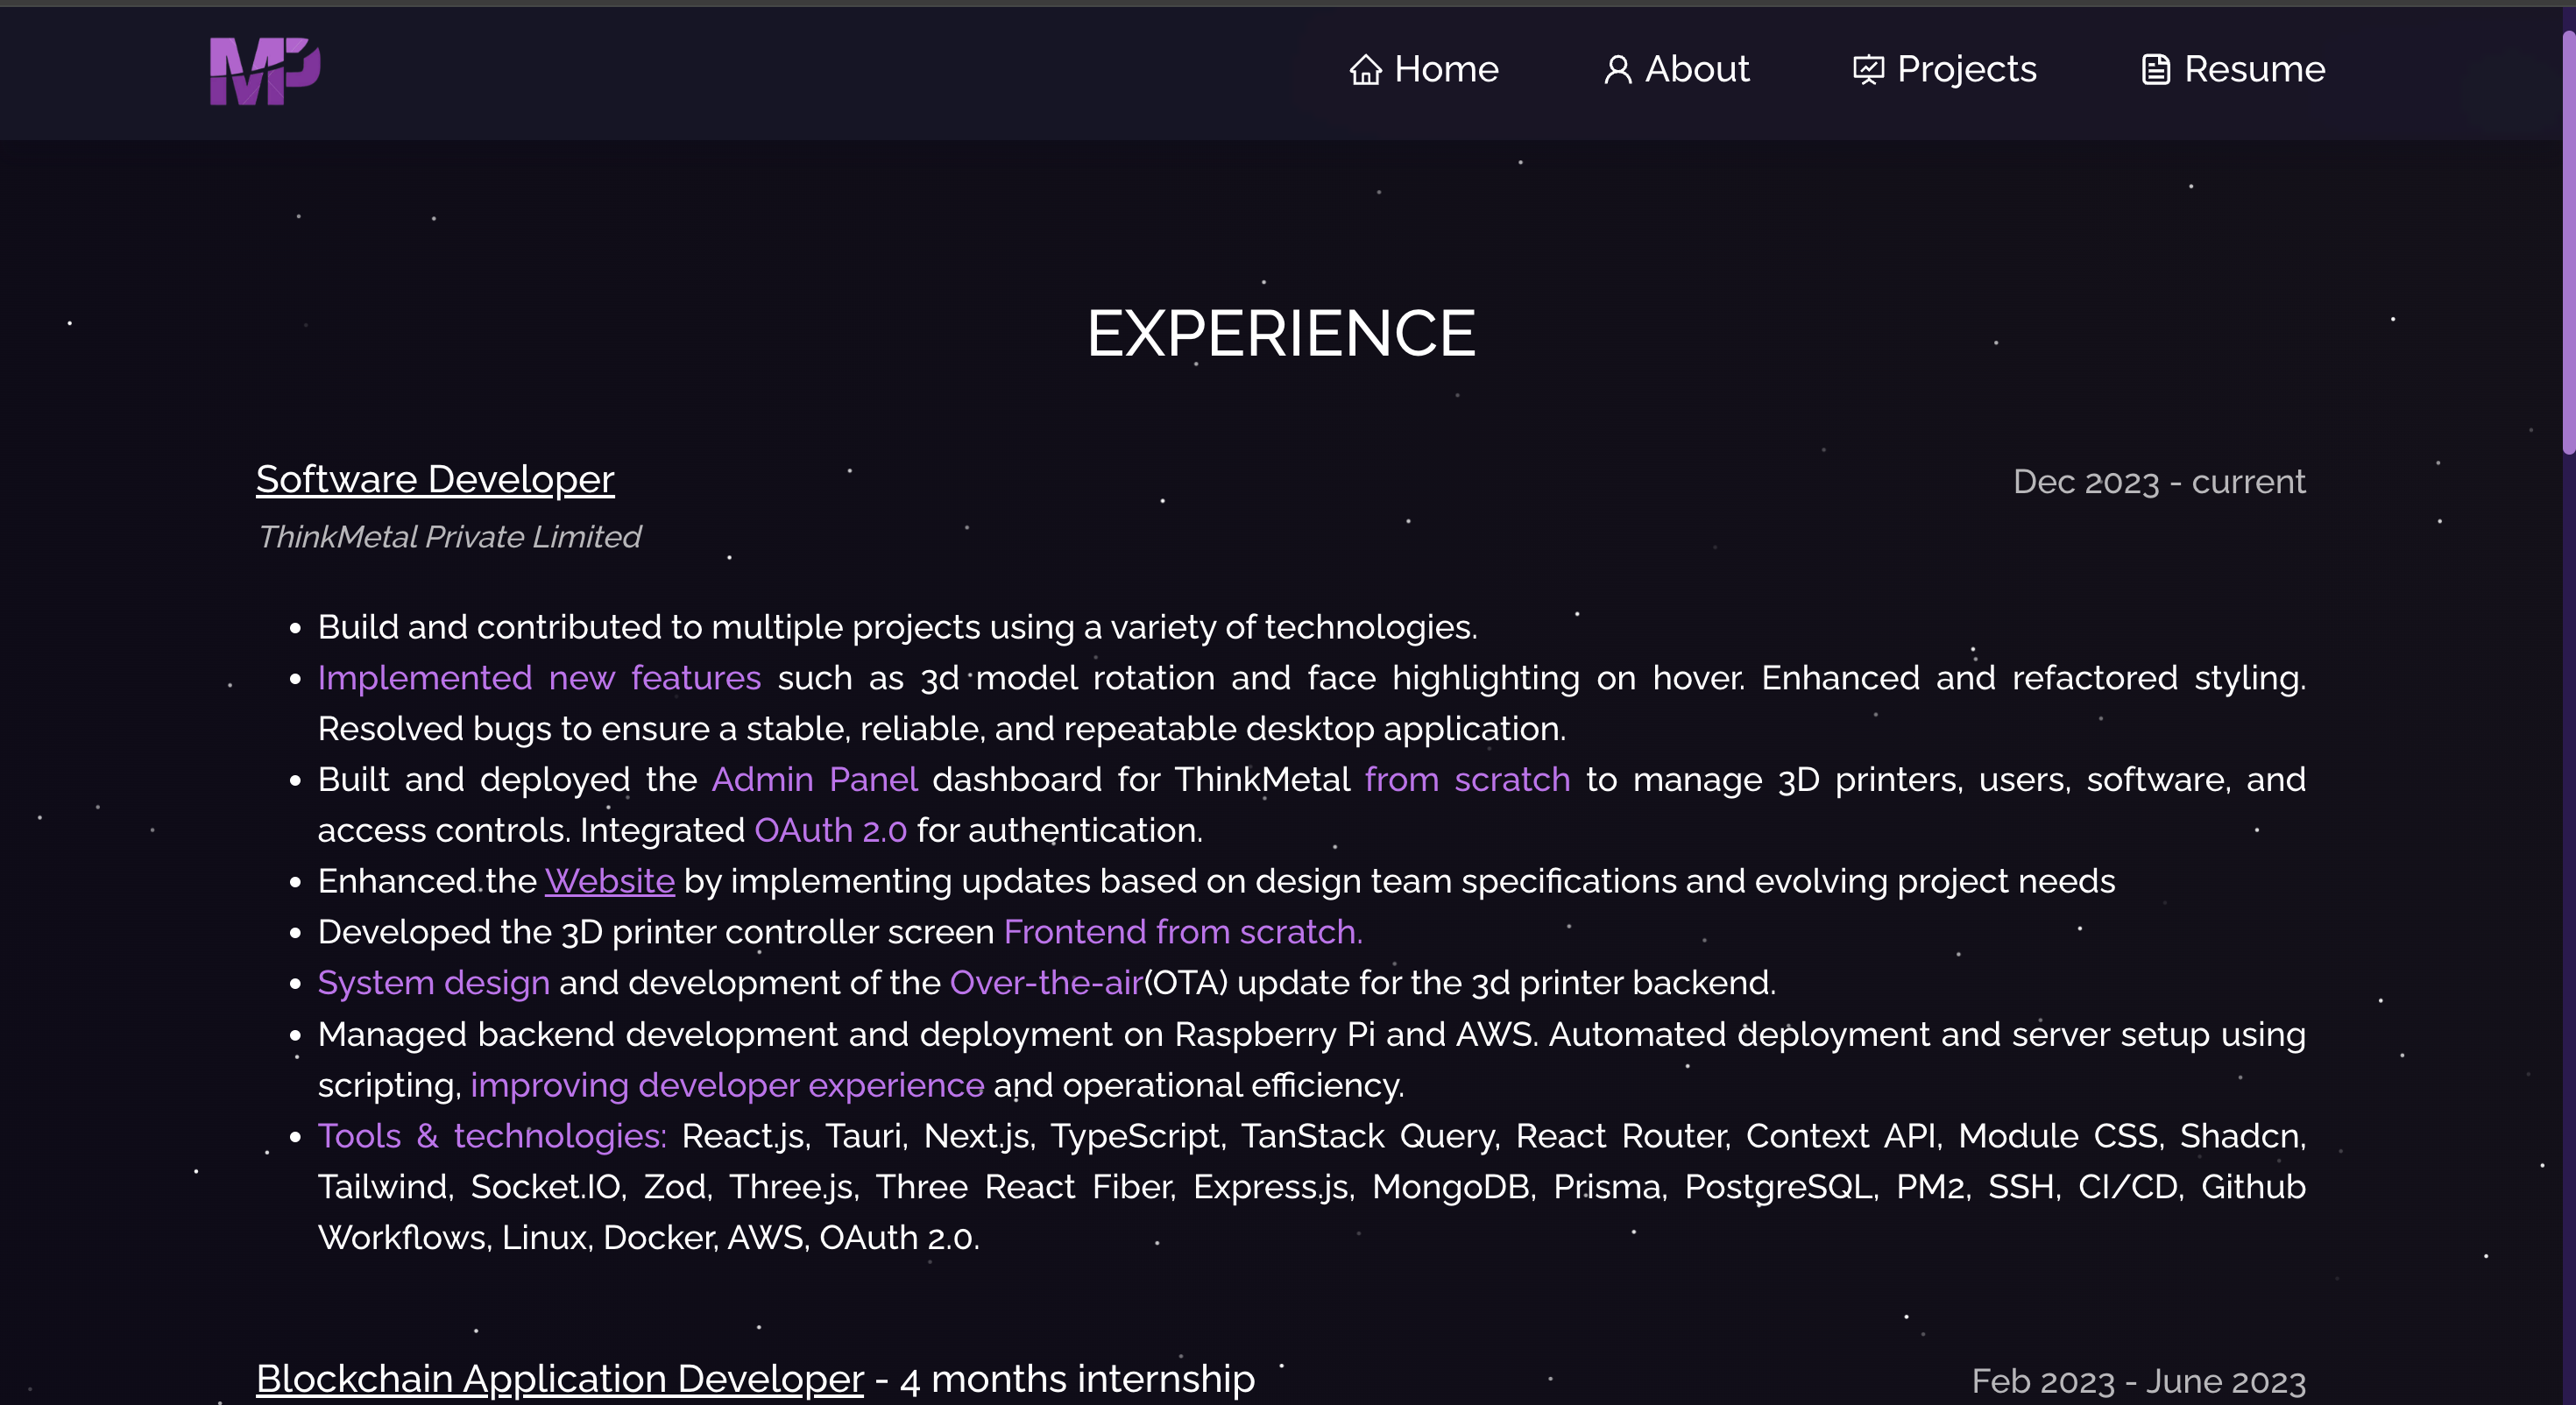 MP
Home
About
Projects
Resume
EXPERIENCE
Software Developer
Dec 2023 - current
ThinkMetal Private Limited
• Build and contributed to multiple projects using a variety of technologies.
• Implemented new features such as 3d model rotation and face highlighting on hover. Enhanced and refactored styling.
Resolved bugs to ensure a stable, reliable, and repeatable desktop application.
• Built and deployed the Admin Panel dashboard for ThinkMetal from scratch to manage 3D printers, users, software, and
access controls. Integrated OAuth 2.0 for authentication.
• Enhanced the Website by implementing updates based on design team specifications and evolving project needs
• Developed the 3D printer controller screen Frontend from scratch.
• System design and development of the Over-the-air(OTA) update for the 3d printer backend.
• Managed backend development and deployment on Raspberry Pi and AWS. Automated deployment and server setup using
scripting, improving developer experience and operational efficiency.
• Tools & technologies: React.js, Tauri, Next.js, TypeScript, TanStack Query, React Router, Context API, Module CSS, Shadcn,
Tailwind, Socket.IO, Zod, Three.js, Three React Fiber, Express.js, MongoDB, Prisma, PostgreSQL, PM2, SSH, CI/CD, Github
Workflows, Linux, Docker, AWS, OAuth 2.0.
Blockchain Application Developer - 4 months internship
Feb 2023 - June 2023